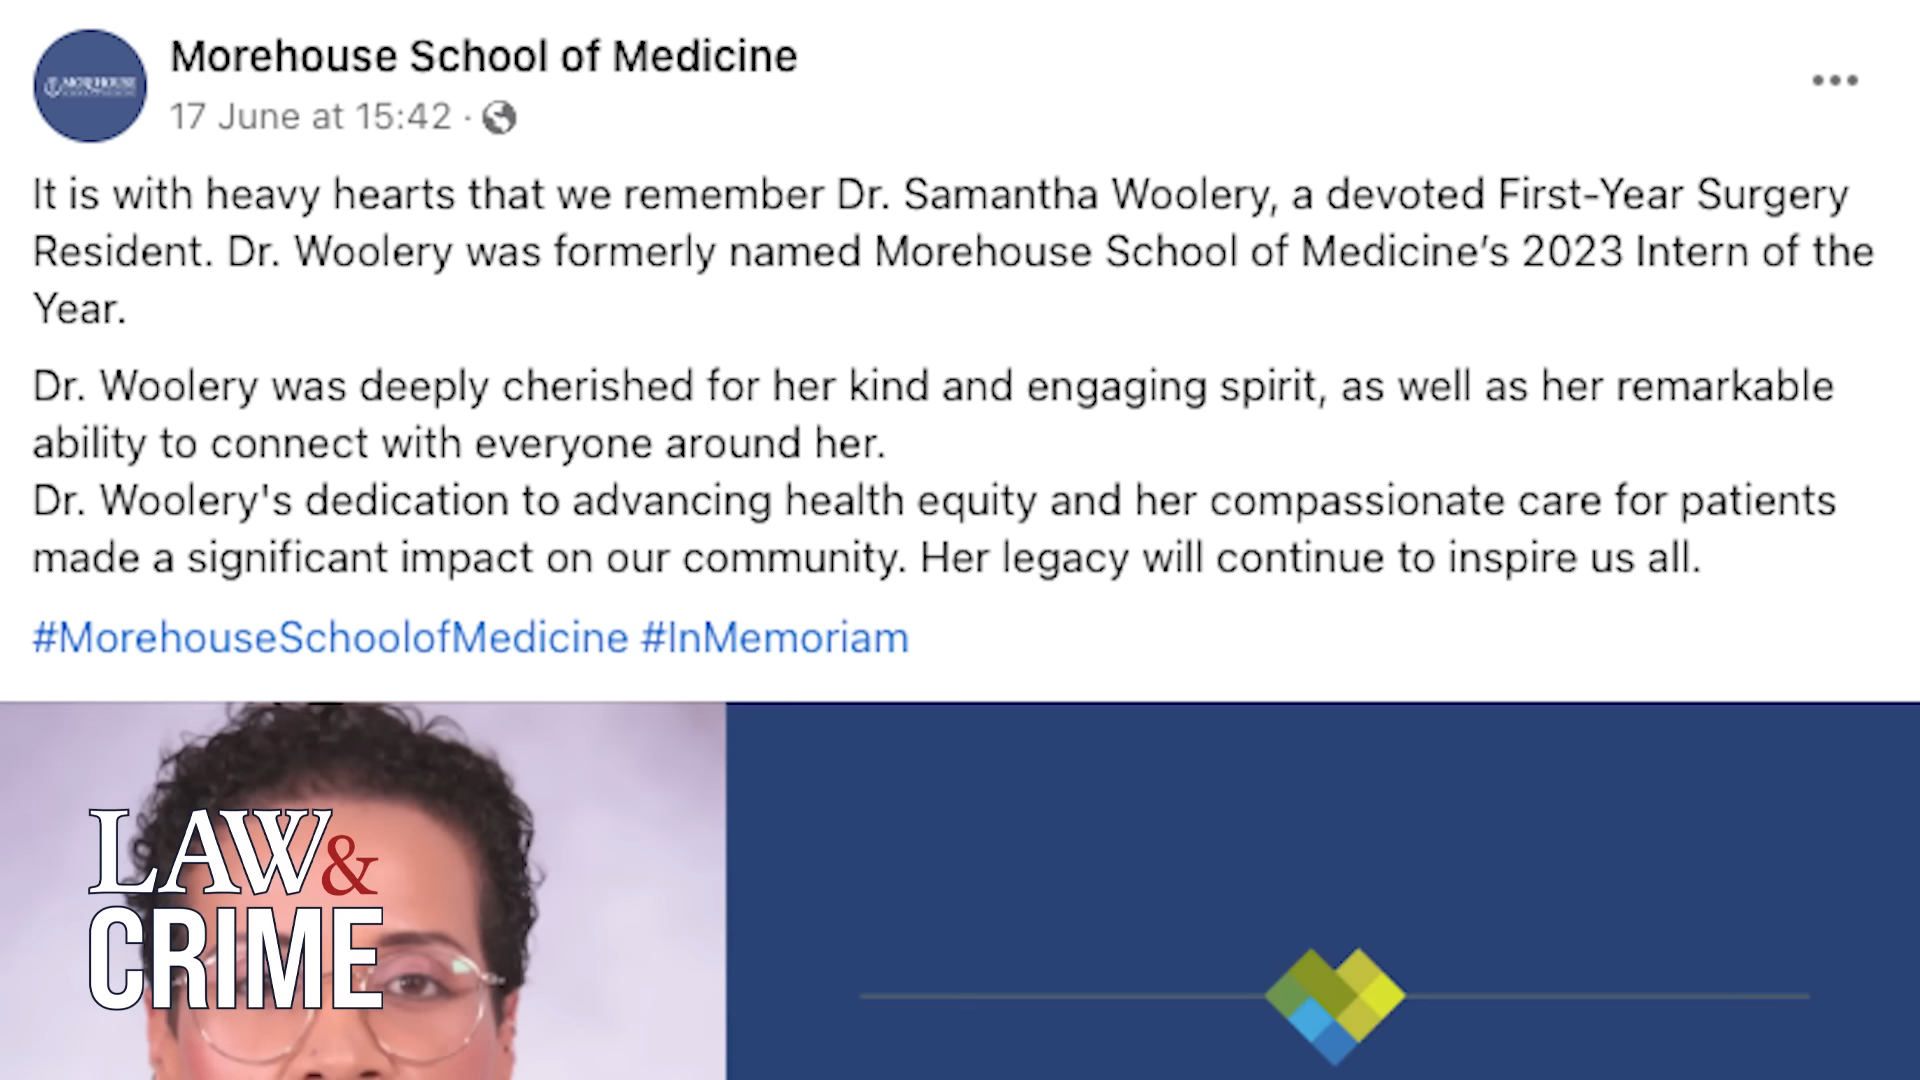 Morehouse School of Medicine
17 June at 15:42 ·
MOREHOUSE
It is with heavy hearts that we remember Dr. Samantha Woolery, a devoted First-Year Surgery
Resident. Dr. Woolery was formerly named Morehouse School of Medicine’s 2023 Intern of the
Year.
Dr. Woolery was deeply cherished for her kind and engaging spirit, as well as her remarkable
ability to connect with everyone around her.
Dr. Woolery's dedication to advancing health equity and her compassionate care for patients
made a significant impact on our community. Her legacy will continue to inspire us all.
#MorehouseSchoolofMedicine #InMemoriam
LAW&
CRIME